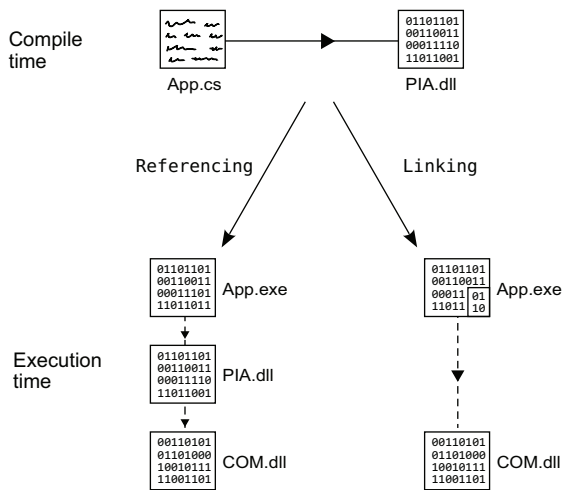 Compile
time
01101101
00110011
00011110
11011001
App.cs
PIA.dll
Referencing
Linking
01101101
00110011
00011101
11011011
App.exe
01101101
00110011
00011
11011
01
10
App.exe
Execution
time
01101101
00110011
00011110
11011001
PIA.dll
00110101
01101000
10010111
11001101
COM.dll
00110101
01101000
10010111
11001101
COM.dll